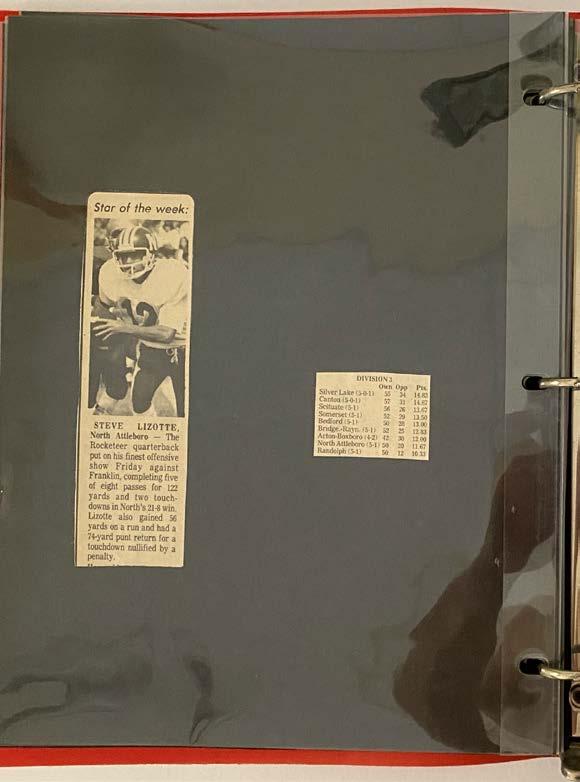 Star of the week:
STEVE LIZOTTE,
North Attleboro — The
Rocketeer quarterback
put on his finest offensive
show Friday against
Franklin, completing five
of eight passes for 122
yards and two touch-
downs in North's 21-8 win.
Lizotte also gained 56
yards on a run and had a
74-yard punt return for a
touchdown nullified by a
penalty.
DIVISION 3
Own Opp Pts.
Silver Lake (5-0-1) 55 34 14.83
Canton (5-0-1) 57 31 14.67
Scituate (5-1) 56 26 13.67
Somerset (5-1) 52 29 13.50
Bedford (5-1) 50 28 13.00
Bridge.-Rayn. (5-1) 52 25 12.83
Acton-Boxboro (4-2) 42 30 12.00
North Attleboro (5-1) 50 20 11.67
Randolph (5-1) 50 12 10.33